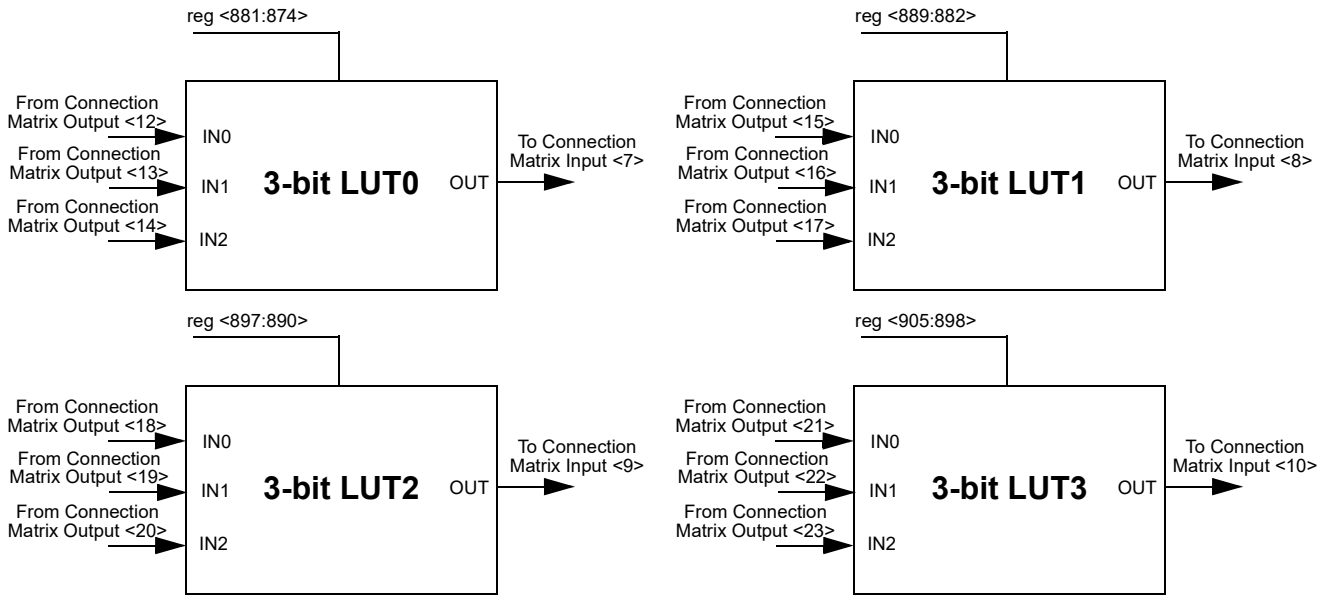 reg <881:874>
From Connection
Matrix Output <12>
From Connection
Matrix Output <13>
From Connection
Matrix Output <14>
IN0
IN1
IN2
3-bit LUT0
OUT
To Connection
Matrix Input <7>
reg <889:882>
From Connection
Matrix Output <15>
From Connection
Matrix Output <16>
From Connection
Matrix Output <17>
IN0
IN1
IN2
3-bit LUT1
OUT
To Connection
Matrix Input <8>
reg <897:890>
From Connection
Matrix Output <18>
From Connection
Matrix Output <19>
From Connection
Matrix Output <20>
IN0
IN1
IN2
3-bit LUT2
OUT
To Connection
Matrix Input <9>
reg <905:898>
From Connection
Matrix Output <21>
From Connection
Matrix Output <22>
From Connection
Matrix Output <23>
IN0
IN1
IN2
3-bit LUT3
OUT
To Connection
Matrix Input <10>